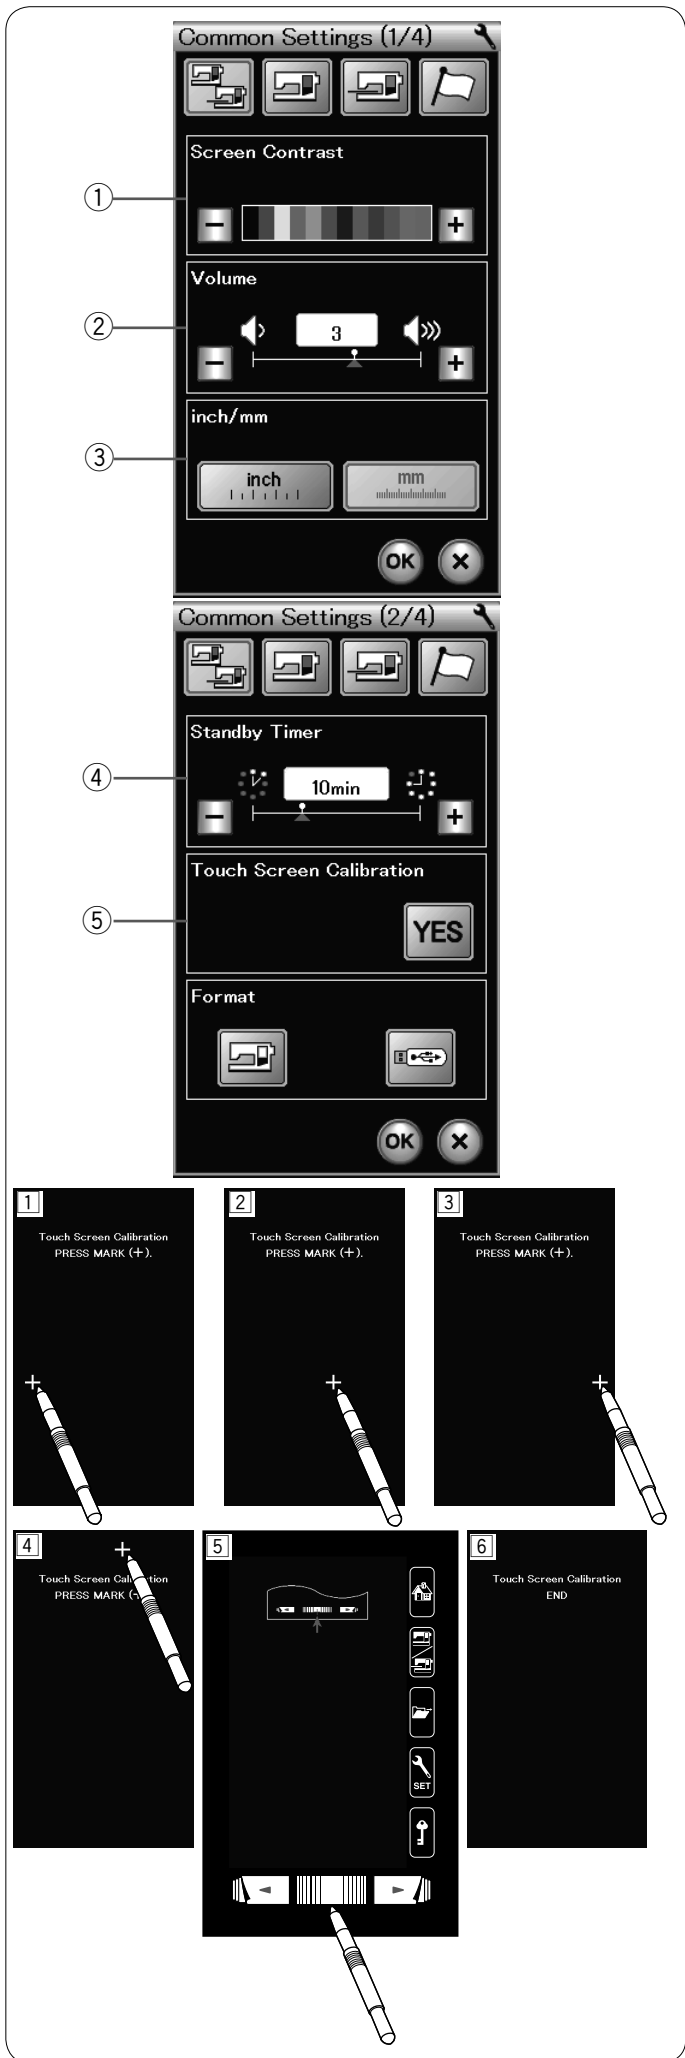 Common Settings (1/4)
Screen Contrast
①
− +
Volume
②
3
− +
inch/mm
③
inch mm
OK ×
Common Settings (2/4)
Standby Timer
④
10min
− +
Touch Screen Calibration
⑤
YES
Format
OK ×
1
Touch Screen Calibration
PRESS MARK (+).
2
Touch Screen Calibration
PRESS MARK (+).
3
Touch Screen Calibration
PRESS MARK (+).
4
Touch Screen Calibration
PRESS MARK (
5
SET
6
Touch Screen Calibration
END